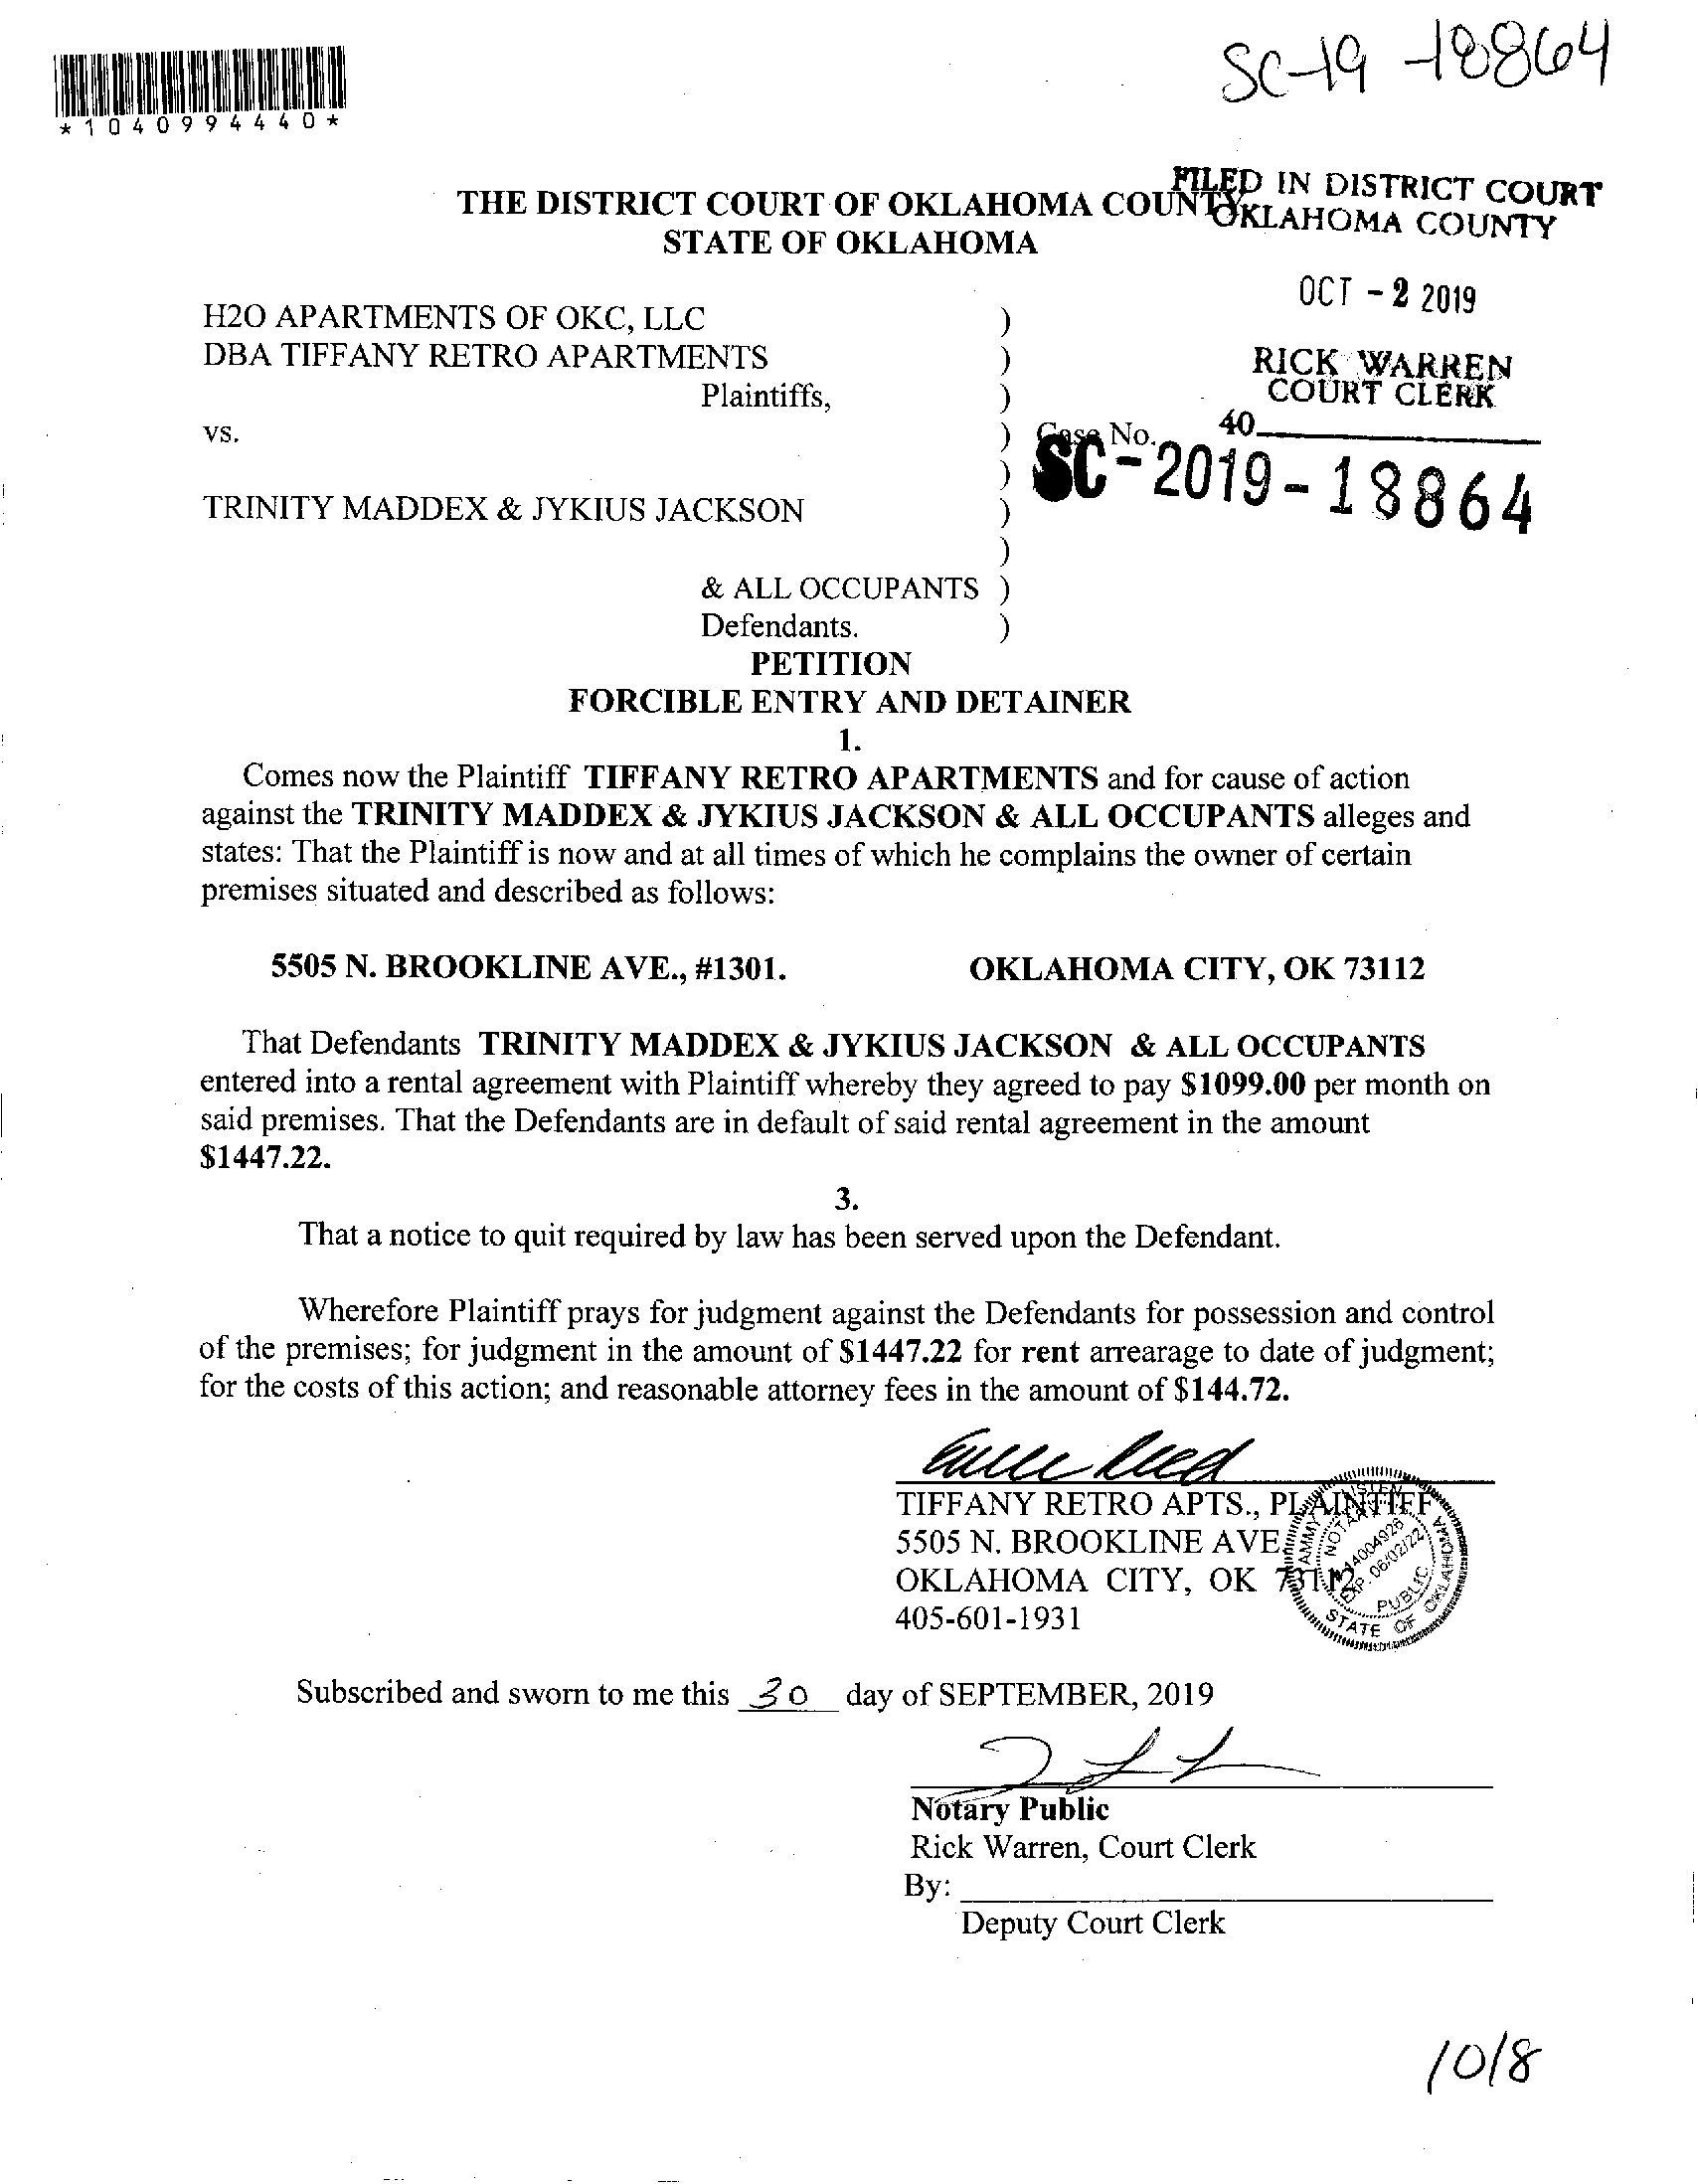 SC-19-18864
*1040994440*
FILED IN DISTRICT COURT
OKLAHOMA COUNTY
THE DISTRICT COURT OF OKLAHOMA COUNTY
STATE OF OKLAHOMA
OCT - 2 2019
H2O APARTMENTS OF OKC, LLC )
DBA TIFFANY RETRO APARTMENTS )
RICK WARREN
COURT CLERK
Plaintiffs, )
40
vs. ) Case No.
) SC-2019-18864
TRINITY MADDEX & JYKIUS JACKSON )
)
& ALL OCCUPANTS )
Defendants. )
PETITION
FORCIBLE ENTRY AND DETAINER
1.
Comes now the Plaintiff TIFFANY RETRO APARTMENTS and for cause of action
against the TRINITY MADDEX & JYKIUS JACKSON & ALL OCCUPANTS alleges and
states: That the Plaintiff is now and at all times of which he complains the owner of certain
premises situated and described as follows:
5505 N. BROOKLINE AVE., #1301. OKLAHOMA CITY, OK 73112
That Defendants TRINITY MADDEX & JYKIUS JACKSON & ALL OCCUPANTS
entered into a rental agreement with Plaintiff whereby they agreed to pay $1099.00 per month on
said premises. That the Defendants are in default of said rental agreement in the amount
$1447.22.
3.
That a notice to quit required by law has been served upon the Defendant.
Wherefore Plaintiff prays for judgment against the Defendants for possession and control
of the premises; for judgment in the amount of $1447.22 for rent arrearage to date of judgment;
for the costs of this action; and reasonable attorney fees in the amount of $144.72.
TIFFANY RETRO APTS., PLAINTIFF
5505 N. BROOKLINE AVE
OKLAHOMA CITY, OK 73112
405-601-1931
NOTARY
PUBLIC
14004926
EXP. 06/02/22
STATE OF OKLAHOMA
Subscribed and sworn to me this 30 day of SEPTEMBER, 2019
Notary Public
Rick Warren, Court Clerk
By:
Deputy Court Clerk
10/8